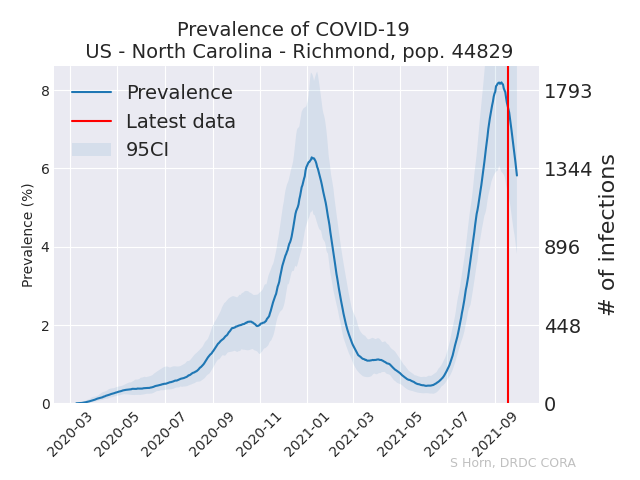 Prevalence of COVID-19
US - North Carolina - Richmond, pop. 44829
Prevalence
Latest data
95CI
Prevalence (%)
8
6
4
2
0
1793
1344
896
448
0
# of infections
2020-03
2020-05
2020-07
2020-09
2020-11
2021-01
2021-03
2021-05
2021-07
2021-09
S Horn, DRDC CORA